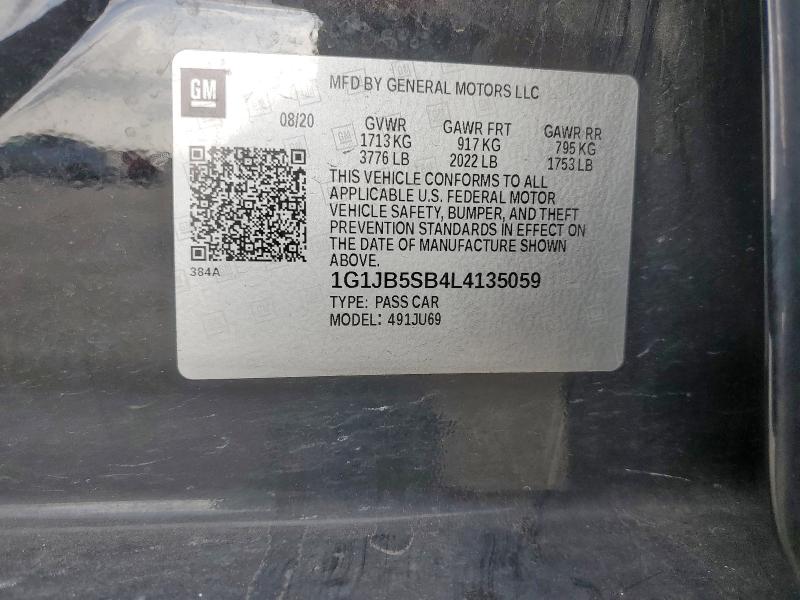 GM
MFD BY GENERAL MOTORS LLC
08/20
GVWR GAWR FRT GAWR RR
1713 KG 917 KG 795 KG
3776 LB 2022 LB 1753 LB
THIS VEHICLE CONFORMS TO ALL
APPLICABLE U.S. FEDERAL MOTOR
VEHICLE SAFETY, BUMPER, AND THEFT
PREVENTION STANDARDS IN EFFECT ON
THE DATE OF MANUFACTURE SHOWN
ABOVE.
384A
1G1JB5SB4L4135059
TYPE: PASS CAR
MODEL: 491JU69